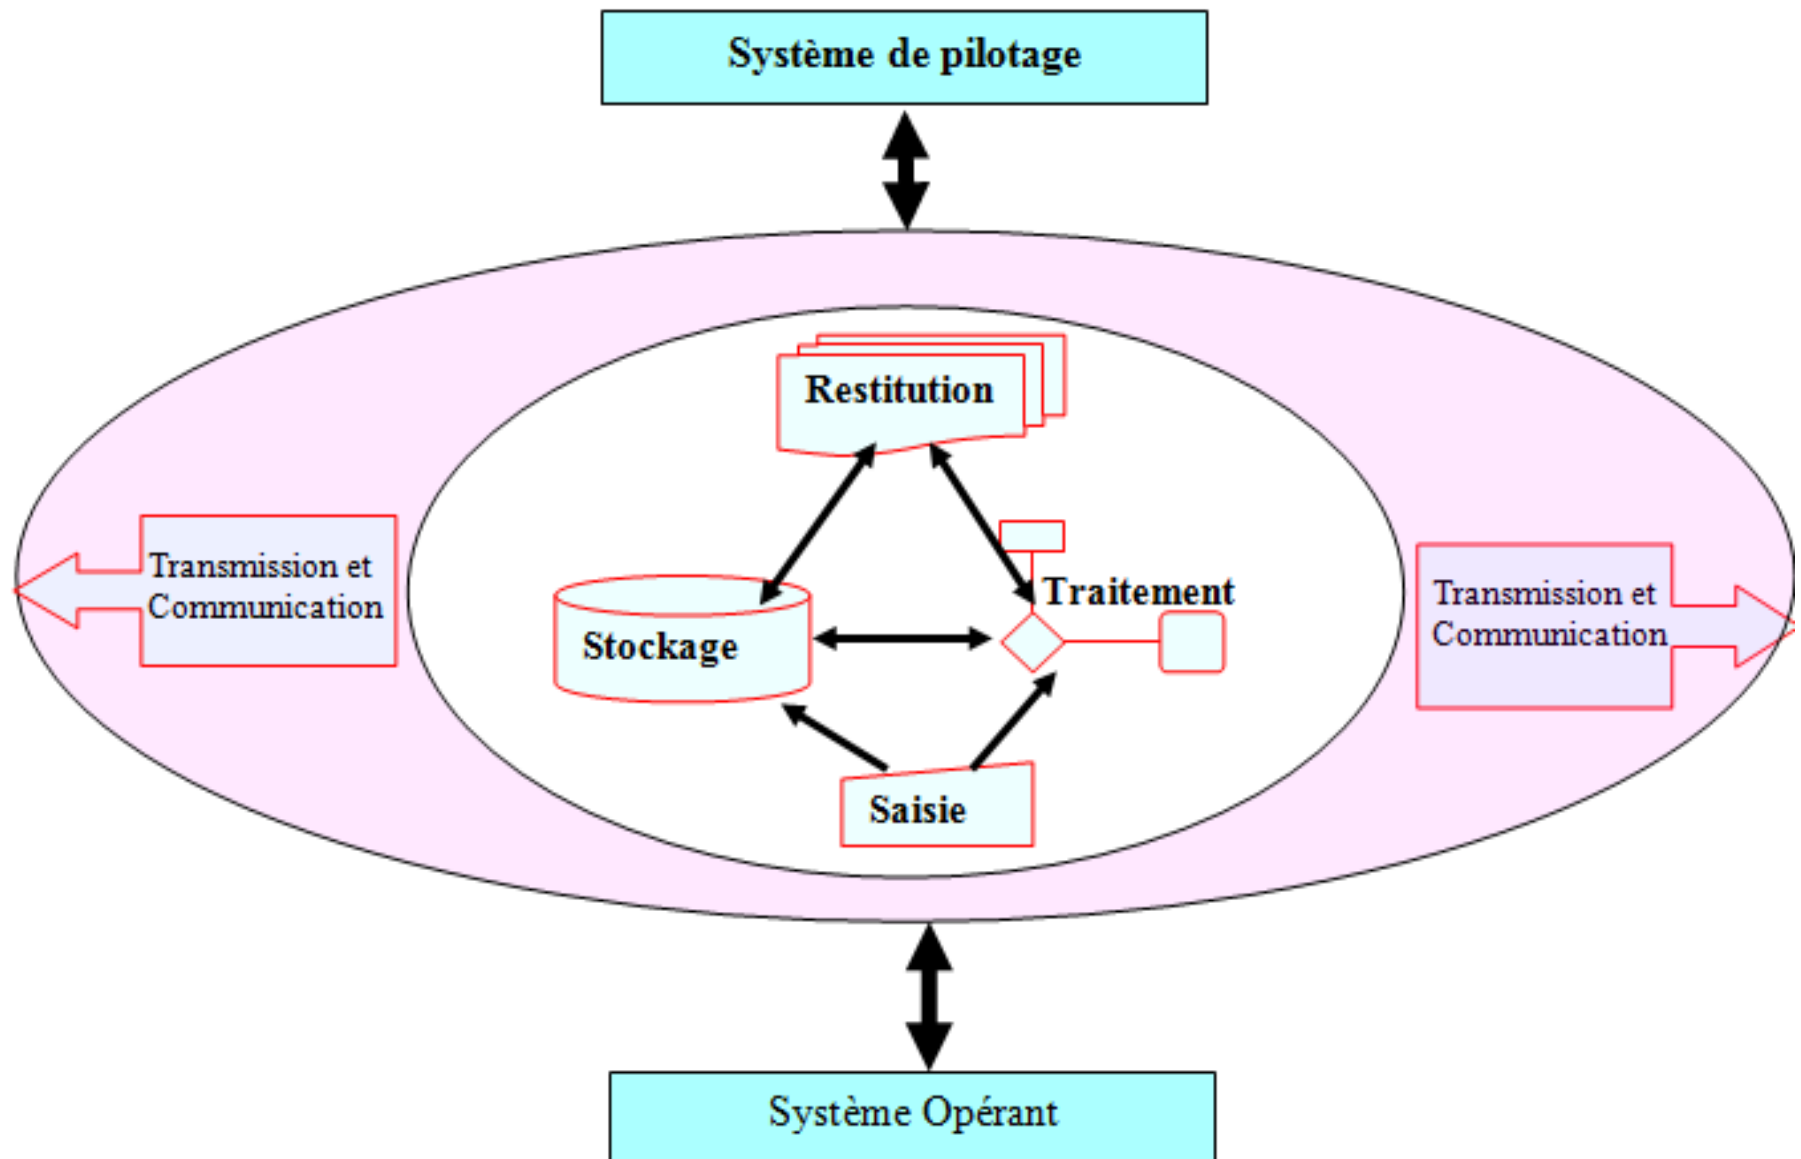 Système de pilotage
Restitution
Transmission et
Communication
Stockage
Traitement
Transmission et
Communication
Saisie
Système Opérant